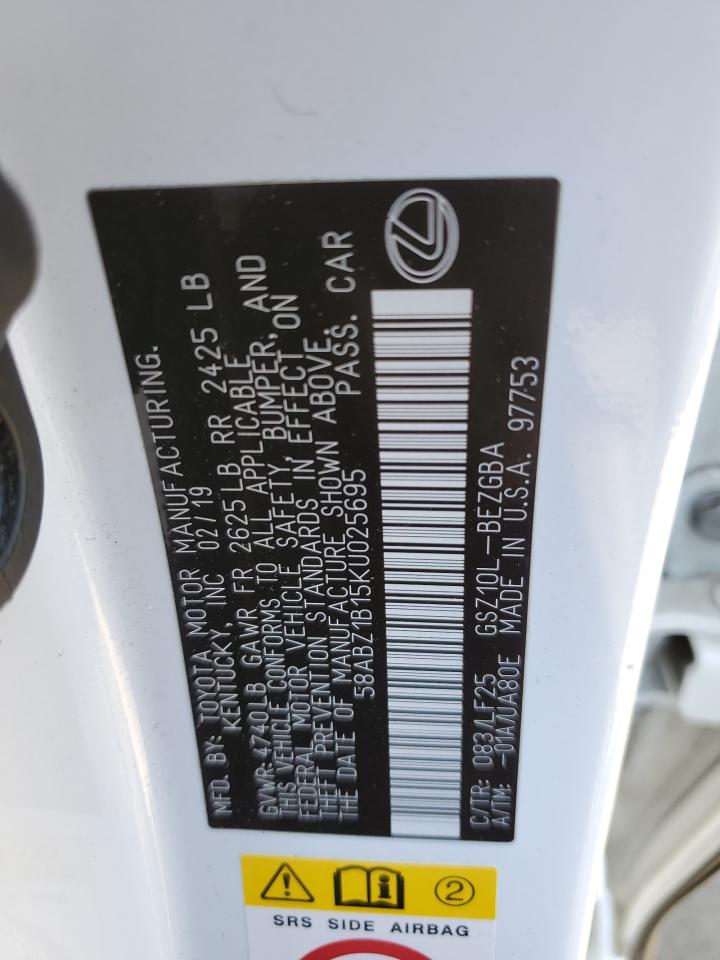 MFD. BY: TOYOTA MOTOR MANUFACTURING.
KENTUCKY, INC 02/19
GVWR: 4740LB GAWR FR 2625LB RR 2425 LB
THIS VEHICLE CONFORMS TO ALL APPLICABLE
FEDERAL MOTOR VEHICLE SAFETY, BUMPER, AND
THEFT PREVENTION STANDARDS IN EFFECT ON
THE DATE OF MANUFACTURE SHOWN ABOVE.
58ABZ1B15KU025695 PASS. CAR
C/TR: 083/LF25 GSZ10L-BEZGBA
A/TM: -01A/UA80E MADE IN U.S.A. 97753
2
SRS SIDE AIRBAG